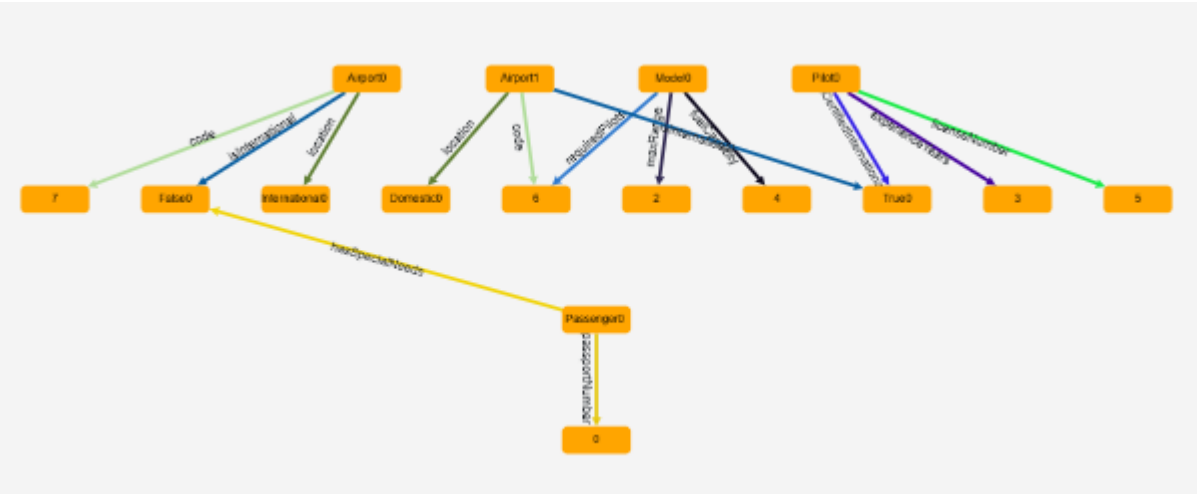 Airport0
Airport1
Model0
Pilot0
code
isInternational
location
location
code
requiredPilots
maxRange
isInternational
experienceYears
licenseNumber
7
False0
International0
Domestic0
6
2
4
True0
3
5
hasSpecialNeeds
Passenger0
passportNumber
0